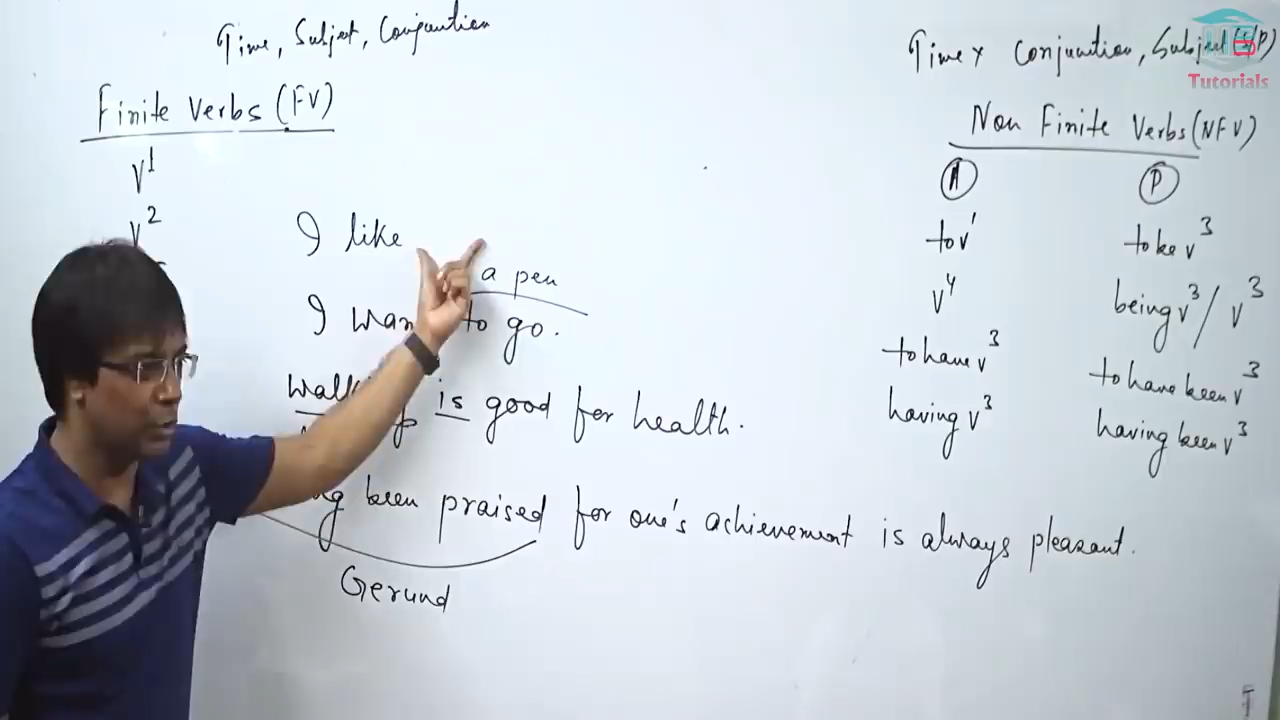 Time, Subject, Conjunction
Finite Verbs (FV)
V1
V2
I like
a pen
I want to go.
is good for health.
been praised for one's achievement is always pleasant.
Gerund
Time x Conjunction, Subject (S/P)
Tutorials
Non Finite Verbs (NFV)
A P
to V1 to be V3
V4 being V3 / V3
to have V3 to have been V3
having V3 having been V3